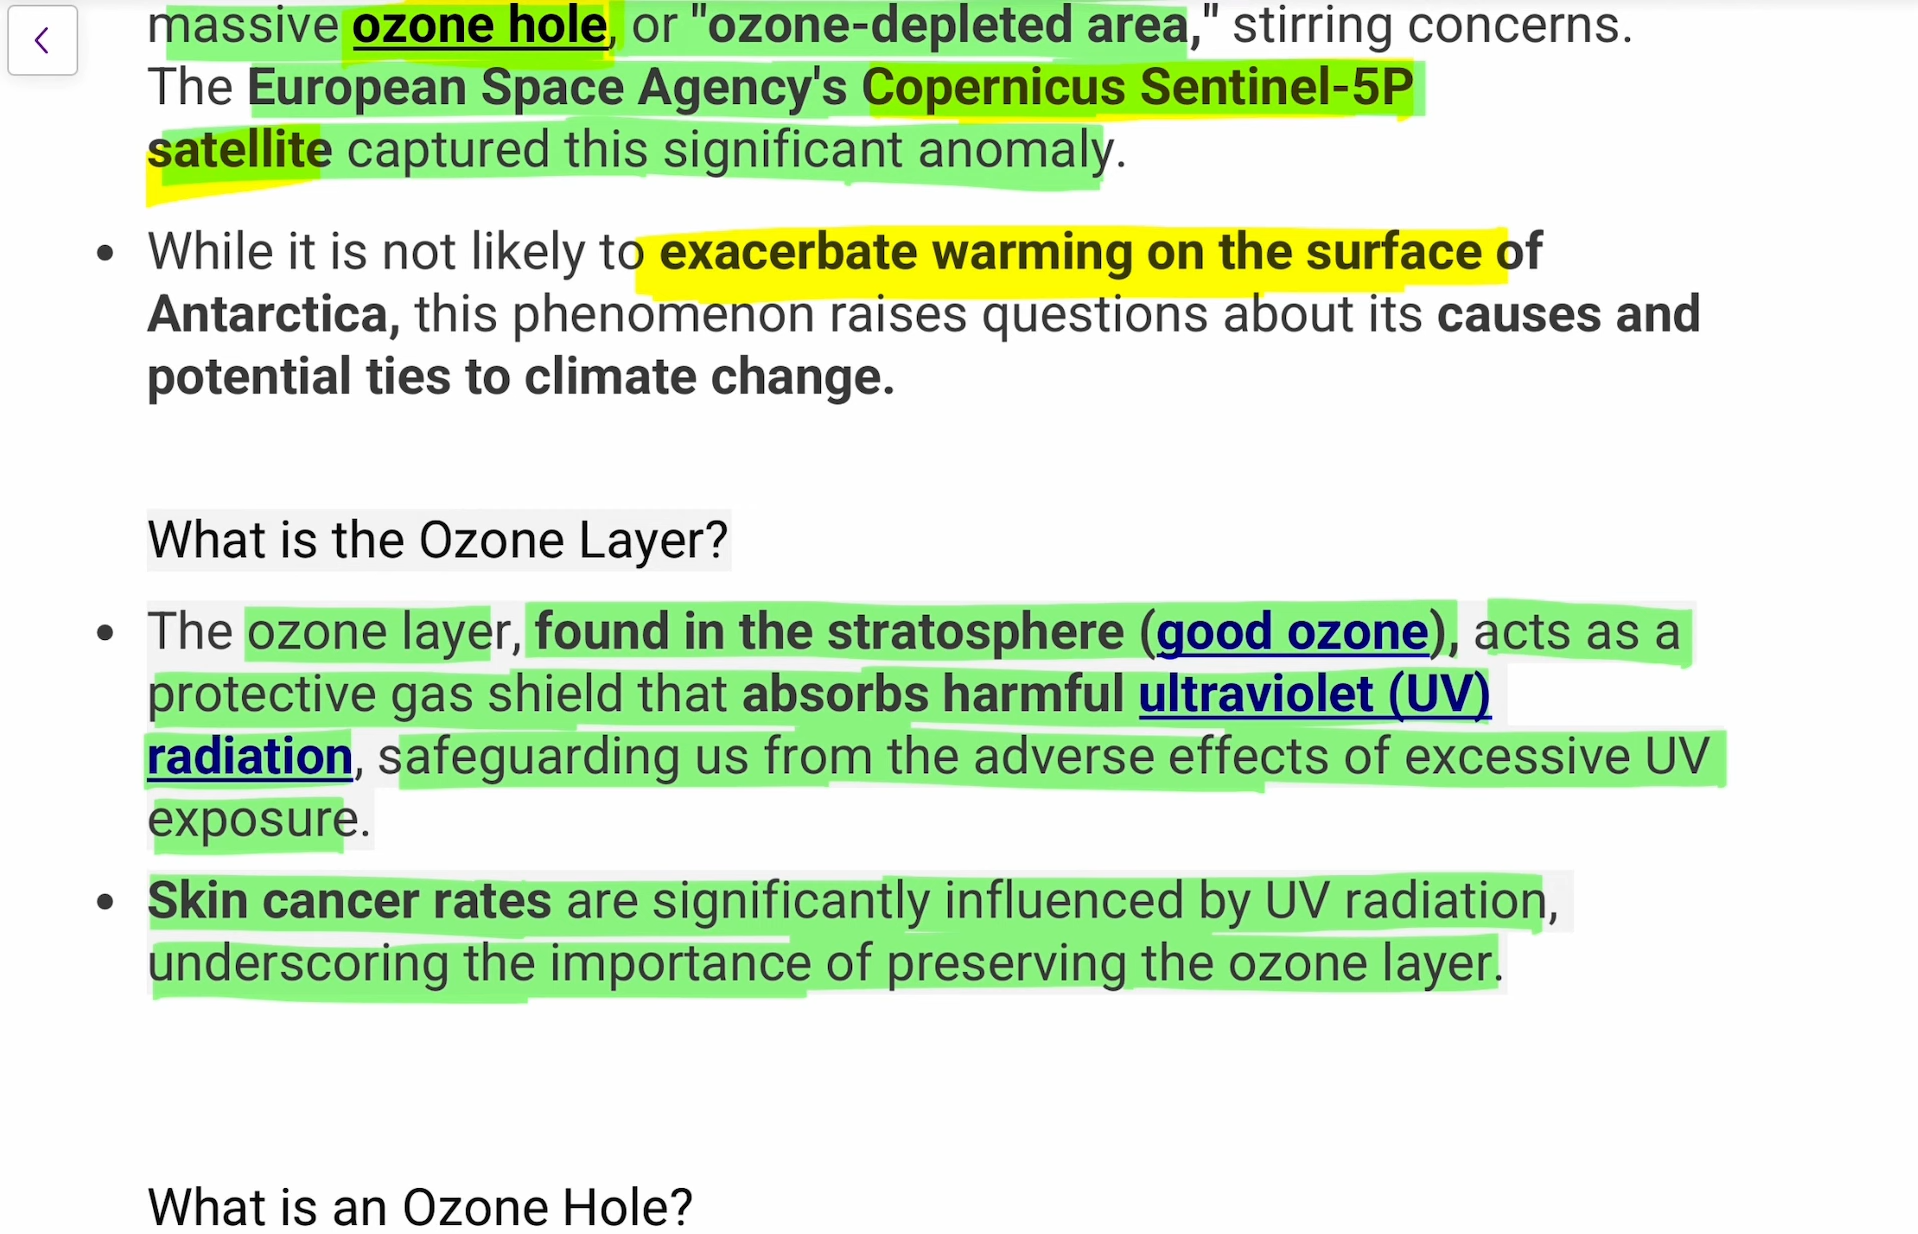 massive ozone hole, or "ozone-depleted area," stirring concerns.
The European Space Agency's Copernicus Sentinel-5P
satellite captured this significant anomaly.
• While it is not likely to exacerbate warming on the surface of
Antarctica, this phenomenon raises questions about its causes and
potential ties to climate change.
What is the Ozone Layer?
• The ozone layer, found in the stratosphere (good ozone), acts as a
protective gas shield that absorbs harmful ultraviolet (UV)
radiation, safeguarding us from the adverse effects of excessive UV
exposure.
• Skin cancer rates are significantly influenced by UV radiation,
underscoring the importance of preserving the ozone layer.
What is an Ozone Hole?